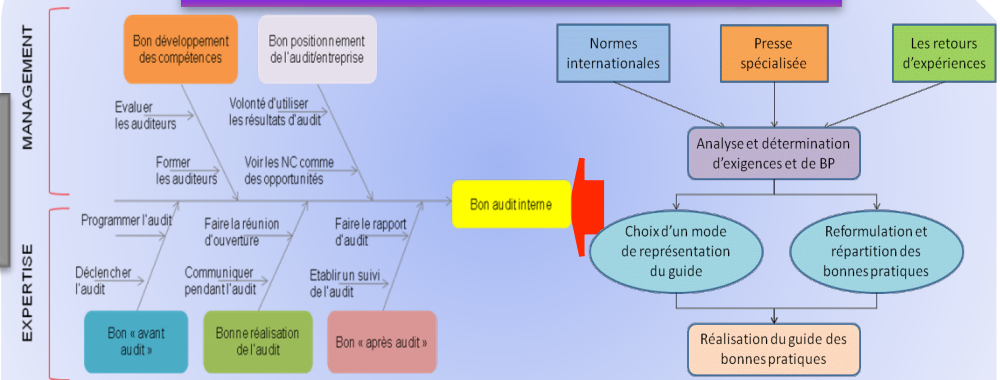 MANAGEMENT
Bon développement
des compétences
Bon positionnement
de l'audit/entreprise
Evaluer
les auditeurs
Volonté d'utiliser
les résultats d'audit
Former
les auditeurs
Voir les NC comme
des opportunités
EXPERTISE
Programmer l'audit
Faire la réunion
d'ouverture
Faire le rapport
d'audit
Déclencher
l'audit
Communiquer
pendant l'audit
Etablir un suivi
de l'audit
Bon « avant
audit »
Bonne réalisation
de l'audit
Bon « après audit »
Bon audit interne
Normes
internationales
Presse
spécialisée
Les retours
d'expériences
Analyse et détermination
d'exigences et de BP
Choix d'un mode
de représentation
du guide
Reformulation et
répartition des
bonnes pratiques
Réalisation du guide des
bonnes pratiques